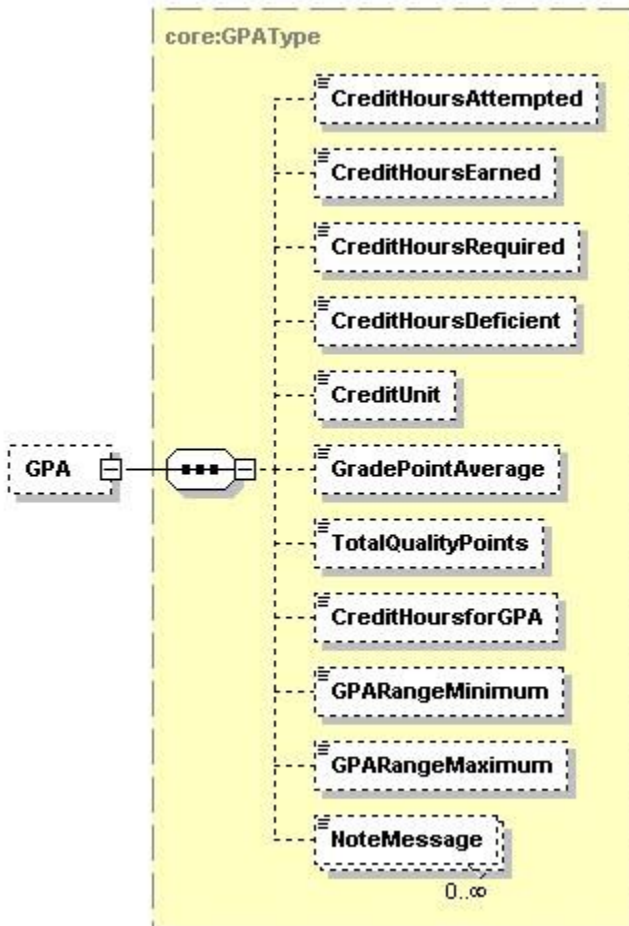 core:GPAType
CreditHoursAttempted
CreditHoursEarned
CreditHoursRequired
CreditHoursDeficient
CreditUnit
GPA
GradePointAverage
TotalQualityPoints
CreditHoursforGPA
GPARangeMinimum
GPARangeMaximum
NoteMessage
0..∞